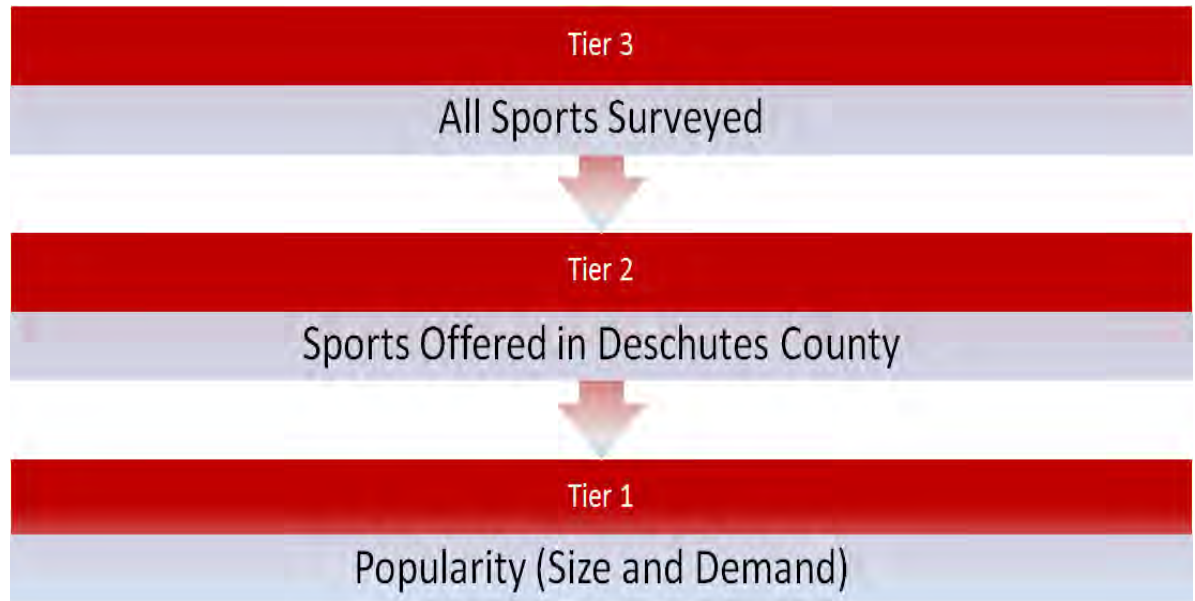 Tier 3
All Sports Surveyed
Tier 2
Sports Offered in Deschutes County
Tier 1
Popularity (Size and Demand)